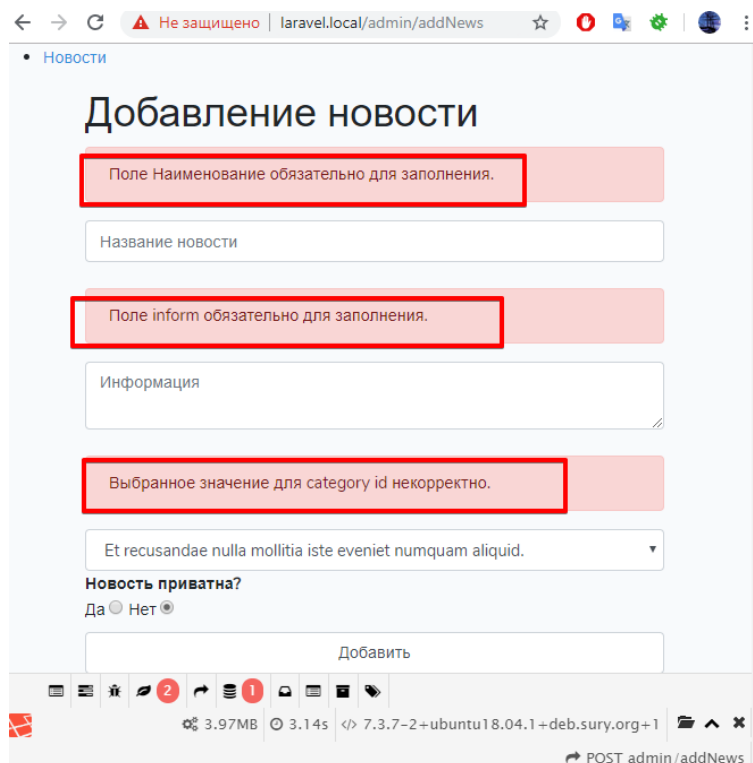 Не защищено | laravel.local/admin/addNews
Новости
Добавление новости
Поле Наименование обязательно для заполнения.
Название новости
Поле inform обязательно для заполнения.
Информация
Выбранное значение для category id некорректно.
Et recusandae nulla mollitia iste eveniet numquam aliquid.
Новость приватна?
Да Нет
Добавить
2 1
3.97MB 3.14s </> 7.3.7-2+ubuntu18.04.1+deb.sury.org+1
POST admin/addNews